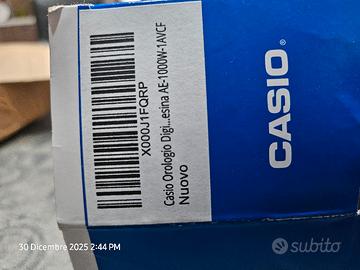 X000J1FQRP
Casio Orologio Digi...esina AE-1000W-1AVCF
Nuovo
CASIO®
30 Dicembre 2025 2:44 PM
subito